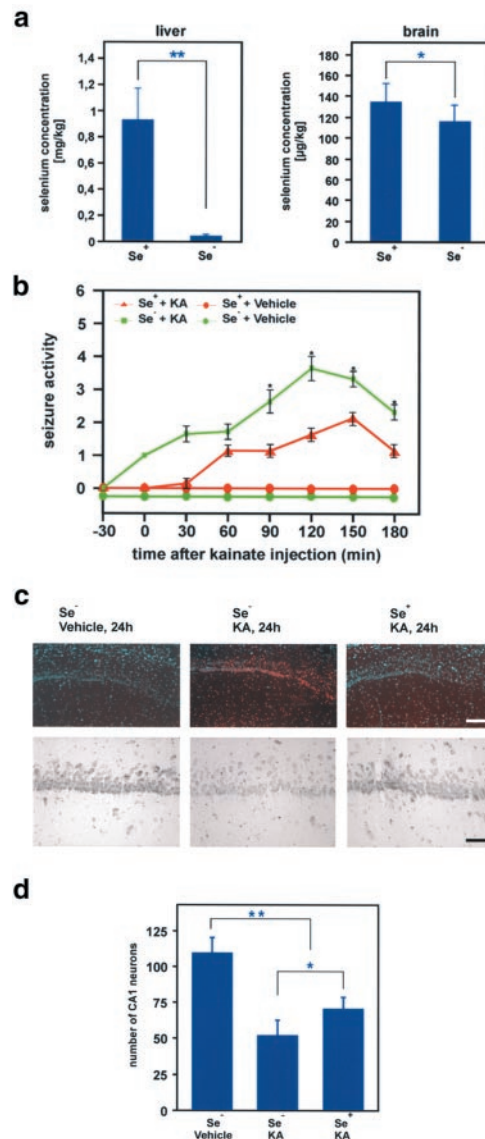 a
liver
selenium concentration
[mg/kg]
1,4
1,2
1
0,8
0,6
0,4
0,2
0
**
Se+
Se-
brain
selenium concentration
[µg/kg]
180
160
140
120
100
80
60
40
20
0
*
Se+
Se-
b
seizure activity
6
5
4
3
2
1
0
Se+ + KA
Se+ + Vehicle
Se- + KA
Se- + Vehicle
* * * *
-30 0 30 60 90 120 150 180
time after kainate injection (min)
c
Se-
Vehicle, 24h
Se-
KA, 24h
Se+
KA, 24h
d
number of CA1 neurons
125
100
75
50
25
0
**
*
Se-
Vehicle
Se-
KA
Se+
KA